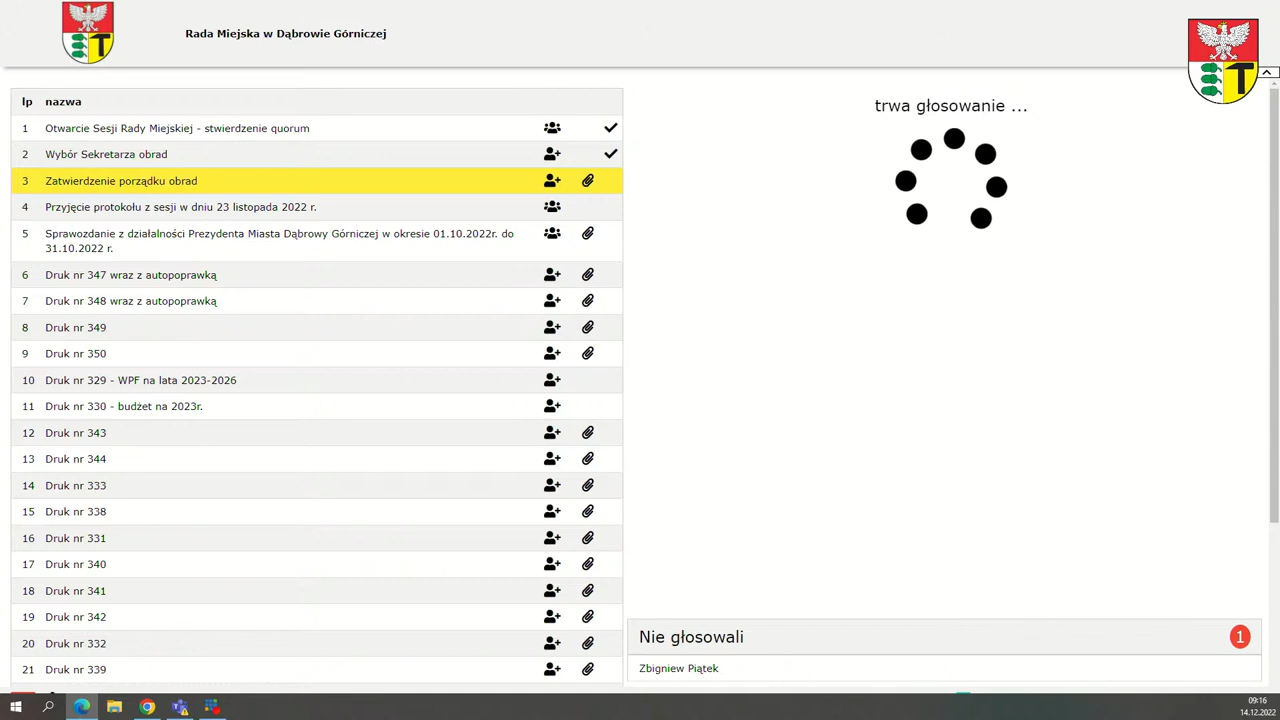 Rada Miejska w Dąbrowie Górniczej
lp nazwa
1 Otwarcie Sesji Rady Miejskiej - stwierdzenie quorum
2 Wybór Sekretarza obrad
3 Zatwierdzenie porządku obrad
4 Przyjęcie protokołu z sesji w dniu 23 listopada 2022 r.
5 Sprawozdanie z działalności Prezydenta Miasta Dąbrowy Górniczej w okresie 01.10.2022r. do
31.10.2022 r.
6 Druk nr 347 wraz z autopoprawką
7 Druk nr 348 wraz z autopoprawką
8 Druk nr 349
9 Druk nr 350
10 Druk nr 329 - WPF na lata 2023-2026
11 Druk nr 330 - budżet na 2023r.
12 Druk nr 343
13 Druk nr 344
14 Druk nr 333
15 Druk nr 338
16 Druk nr 331
17 Druk nr 340
18 Druk nr 341
19 Druk nr 342
20 Druk nr 332
21 Druk nr 339
trwa głosowanie ...
Nie głosowali 1
Zbigniew Piątek
09:16
14.12.2022